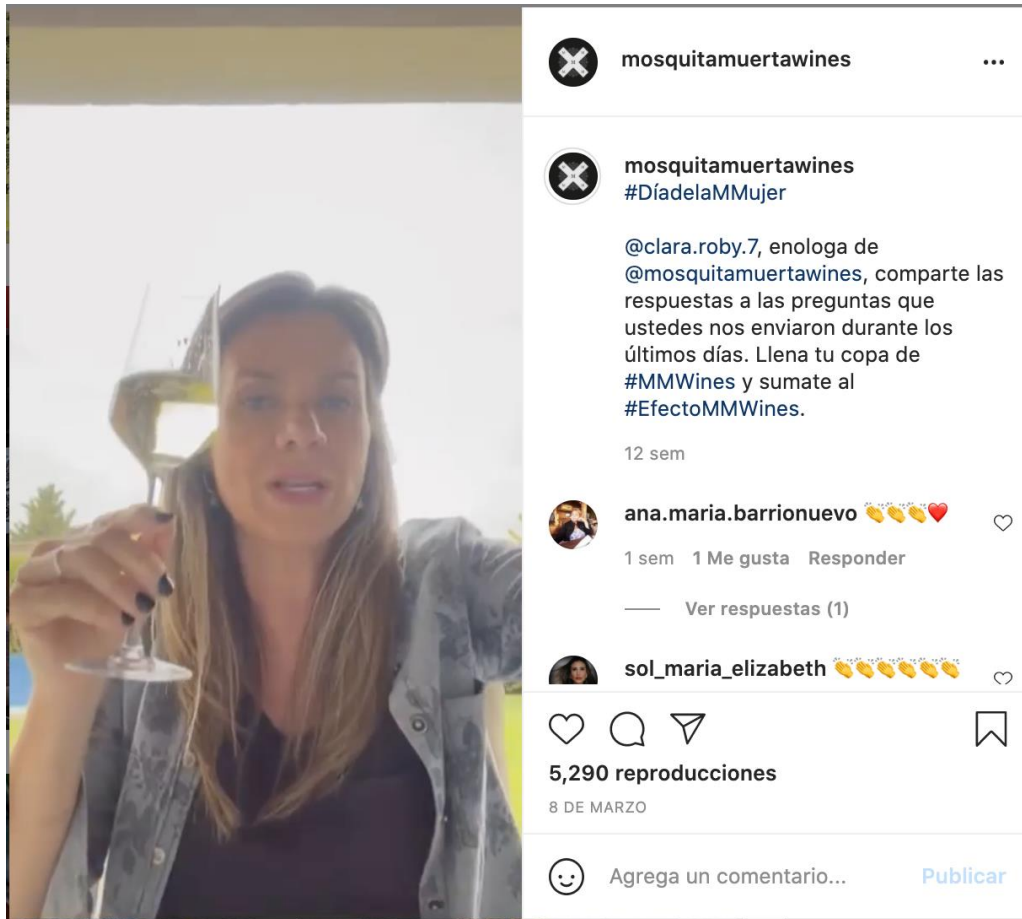 mosquitamuertawines
mosquitamuertawines
#DíadelaMMujer
@clara.roby.7, enologa de
@mosquitamuertawines, comparte las
respuestas a las preguntas que
ustedes nos enviaron durante los
últimos días. Llena tu copa de
#MMWines y sumate al
#EfectoMMWines.
12 sem
ana.maria.barrionuevo 👏👏👏❤️
1 sem 1 Me gusta Responder
Ver respuestas (1)
sol_maria_elizabeth 👏👏👏👏👏👏
5,290 reproducciones
8 DE MARZO
Agrega un comentario... Publicar